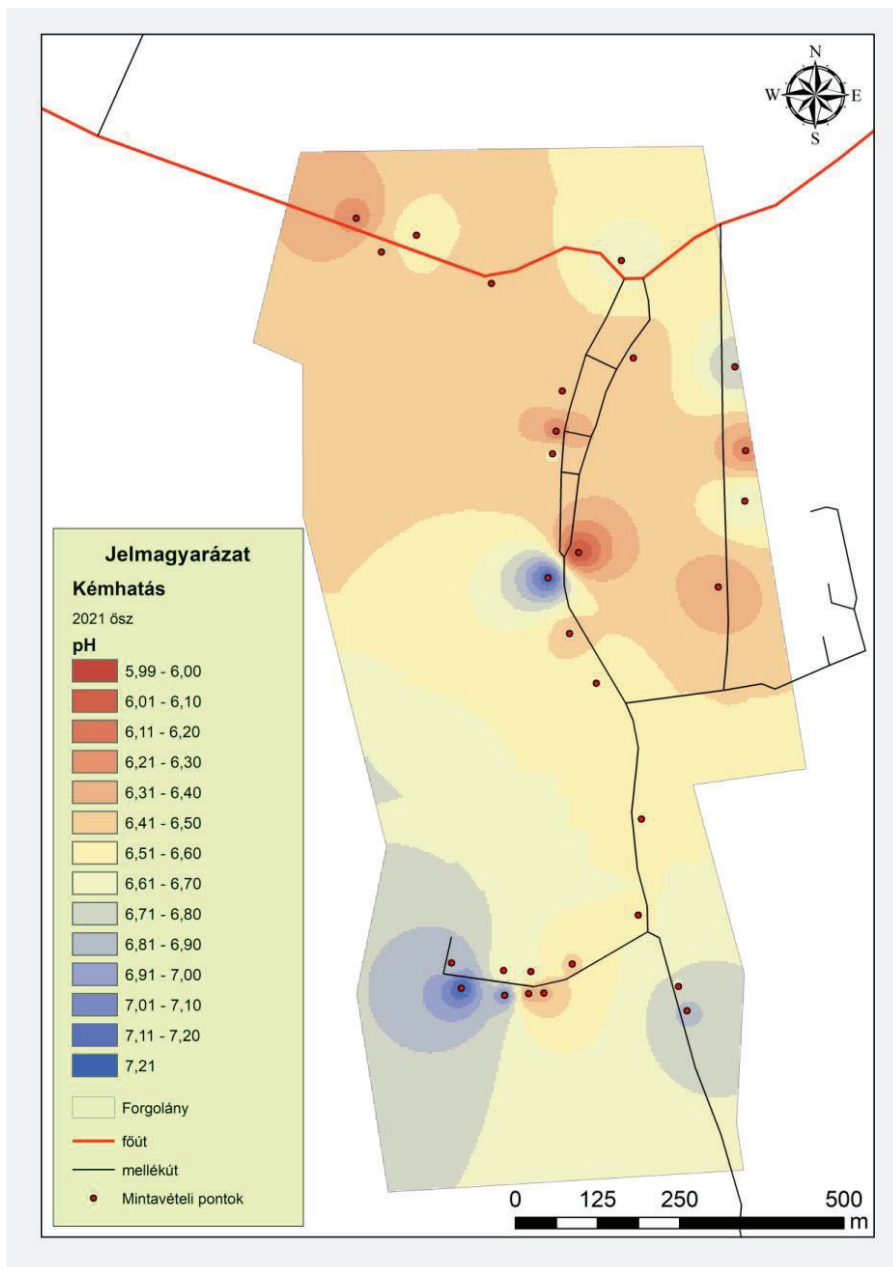 N
W E
S
Jelmagyarázat
Kémhatás
2021 ősz
pH
5,99 - 6,00
6,01 - 6,10
6,11 - 6,20
6,21 - 6,30
6,31 - 6,40
6,41 - 6,50
6,51 - 6,60
6,61 - 6,70
6,71 - 6,80
6,81 - 6,90
6,91 - 7,00
7,01 - 7,10
7,11 - 7,20
7,21
Forgolány
főút
mellékút
Mintavételi pontok
0 125 250 500
m